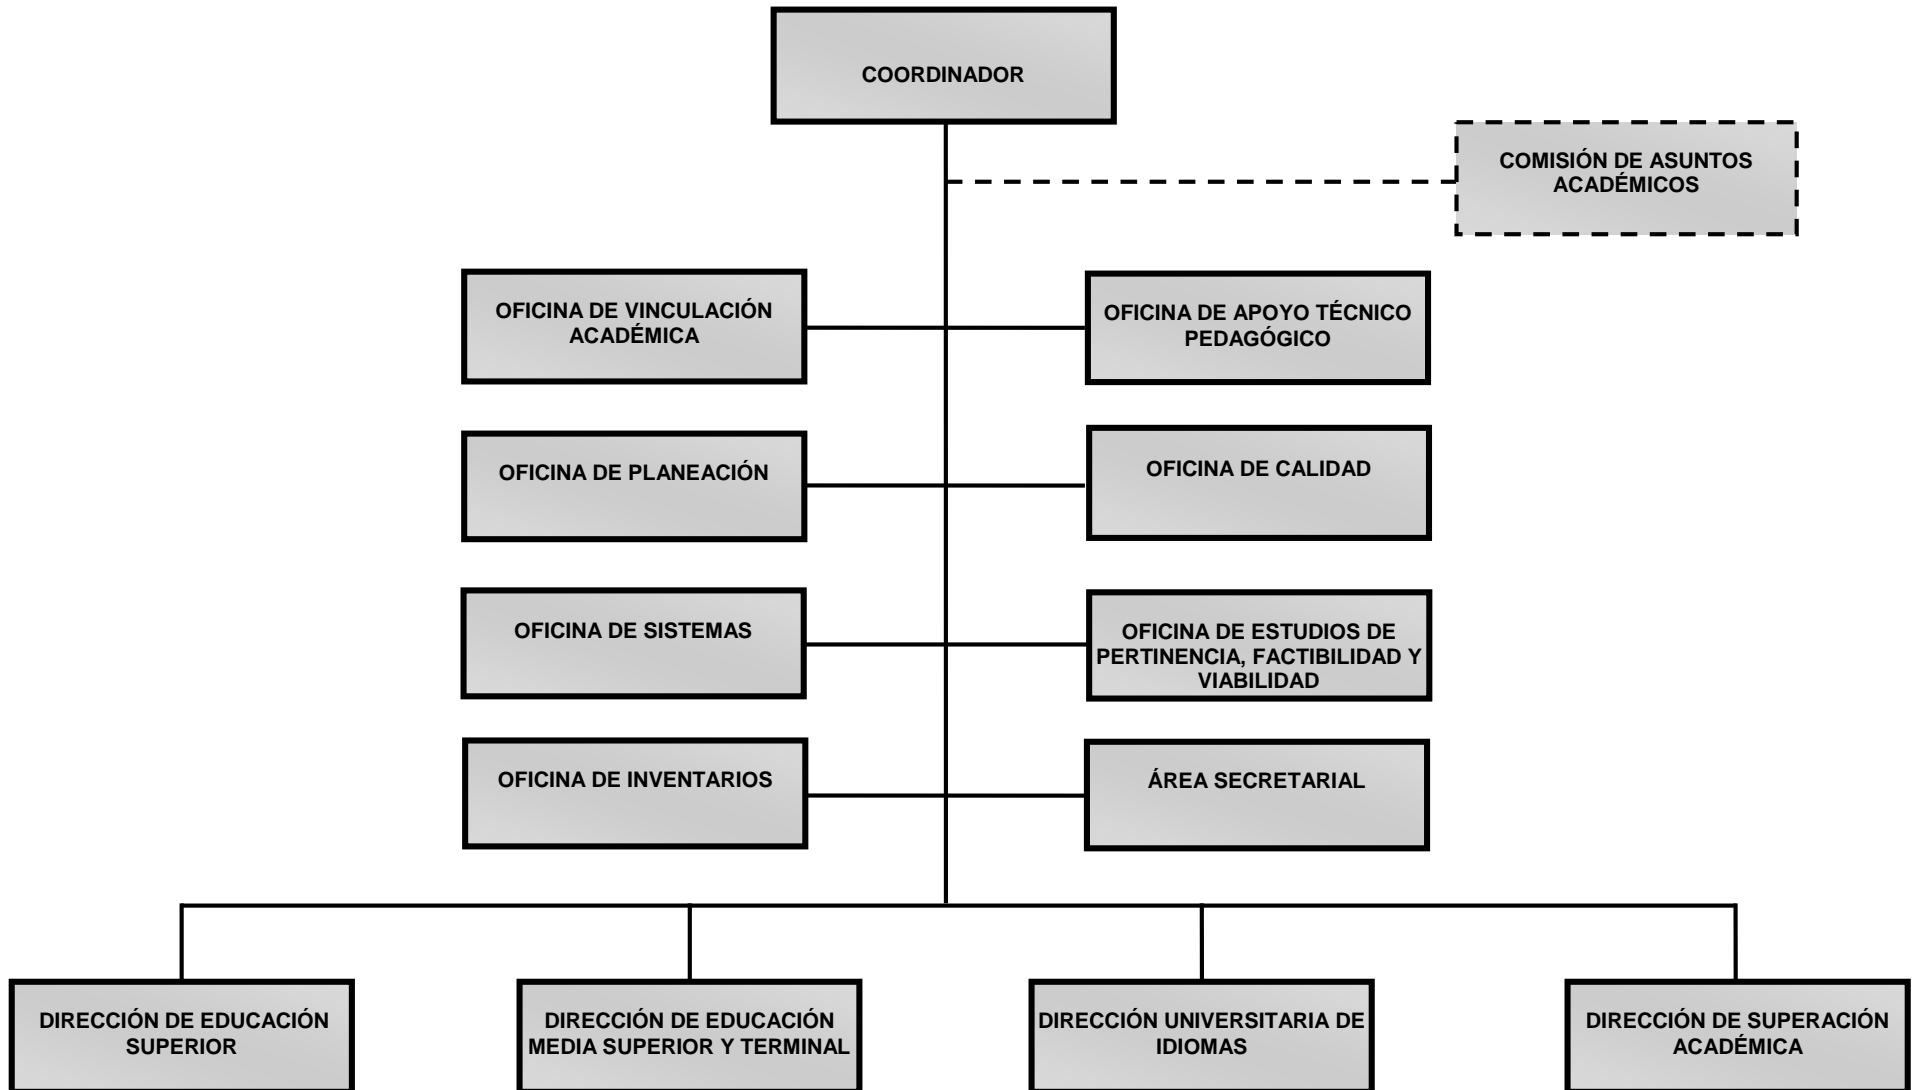 COORDINADOR
COMISIÓN DE ASUNTOS
ACADÉMICOS
OFICINA DE VINCULACIÓN
ACADÉMICA
OFICINA DE APOYO TÉCNICO
PEDAGÓGICO
OFICINA DE PLANEACIÓN
OFICINA DE CALIDAD
OFICINA DE SISTEMAS
OFICINA DE ESTUDIOS DE
PERTINENCIA, FACTIBILIDAD Y
VIABILIDAD
OFICINA DE INVENTARIOS
ÁREA SECRETARIAL
DIRECCIÓN DE EDUCACIÓN
SUPERIOR
DIRECCIÓN DE EDUCACIÓN
MEDIA SUPERIOR Y TERMINAL
DIRECCIÓN UNIVERSITARIA DE
IDIOMAS
DIRECCIÓN DE SUPERACIÓN
ACADÉMICA